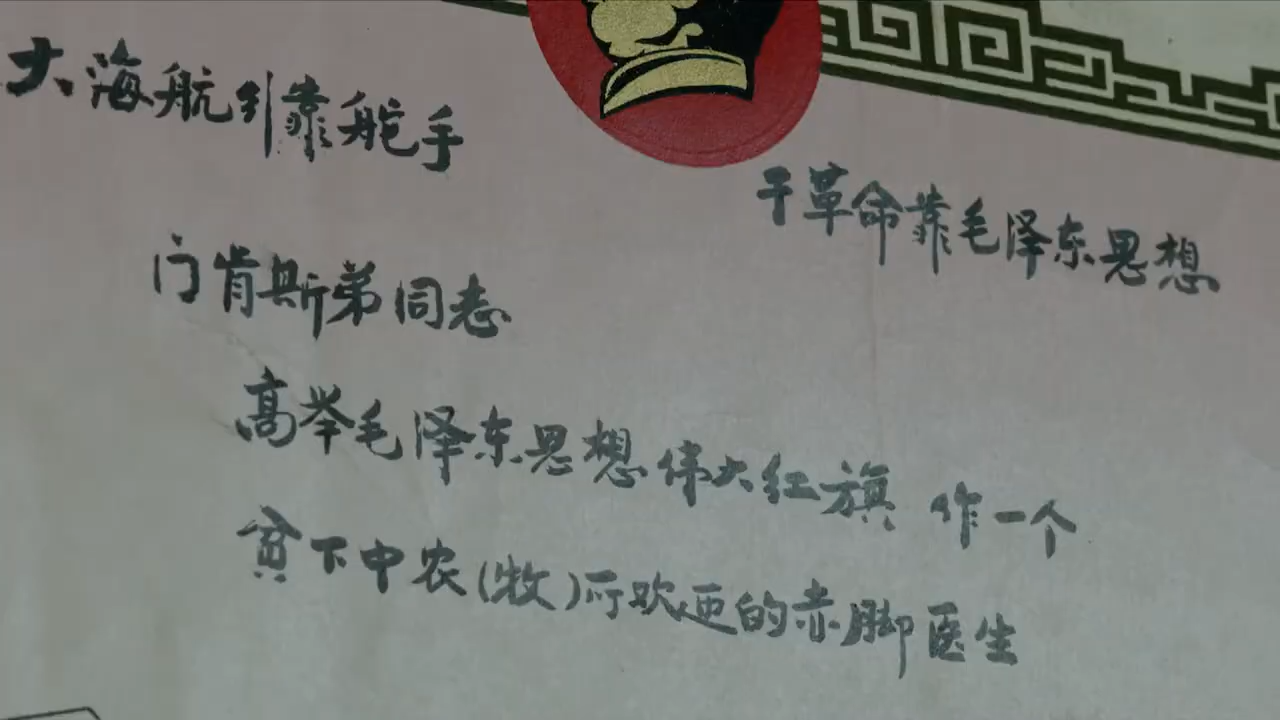 大海航行靠舵手
干革命靠毛泽东思想
门肯斯弟同志
高举毛泽东思想伟大红旗 作一个
贫下中农(牧)所欢迎的赤脚医生